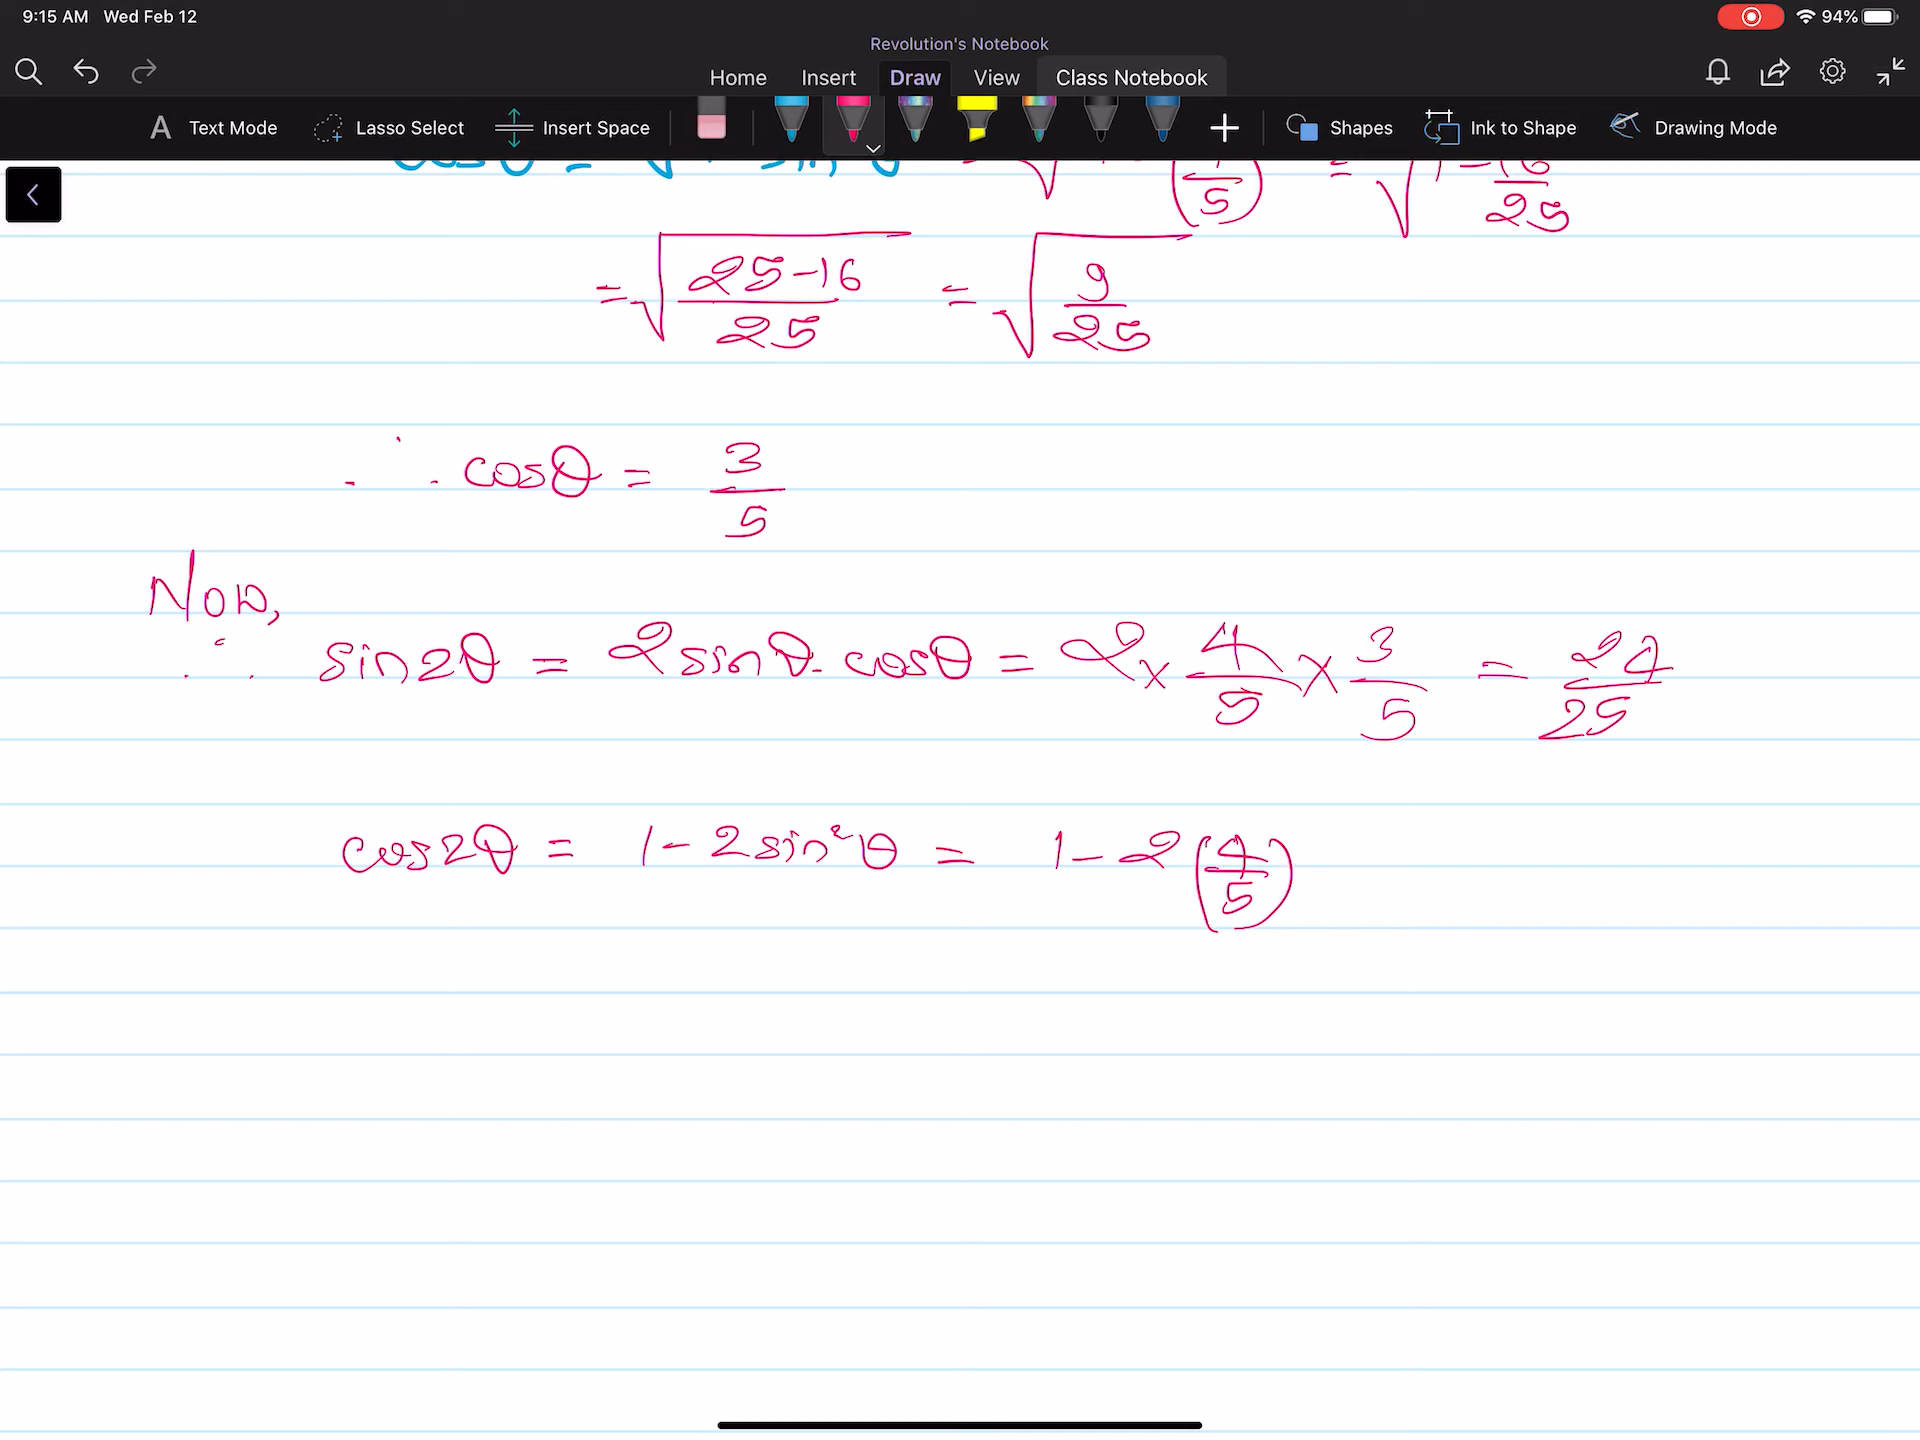 9:15 AM Wed Feb 12
94%
Revolution's Notebook
Home Insert Draw View Class Notebook
A Text Mode Lasso Select Insert Space Shapes Ink to Shape Drawing Mode
= √((25-16)/25) = √(9/25)
∴ cosθ = 3/5
Now,
∴ sin2θ = 2sinθ.cosθ = 2 × 4/5 × 3/5 = 24/25
cos2θ = 1-2sin²θ = 1-2(4/5)